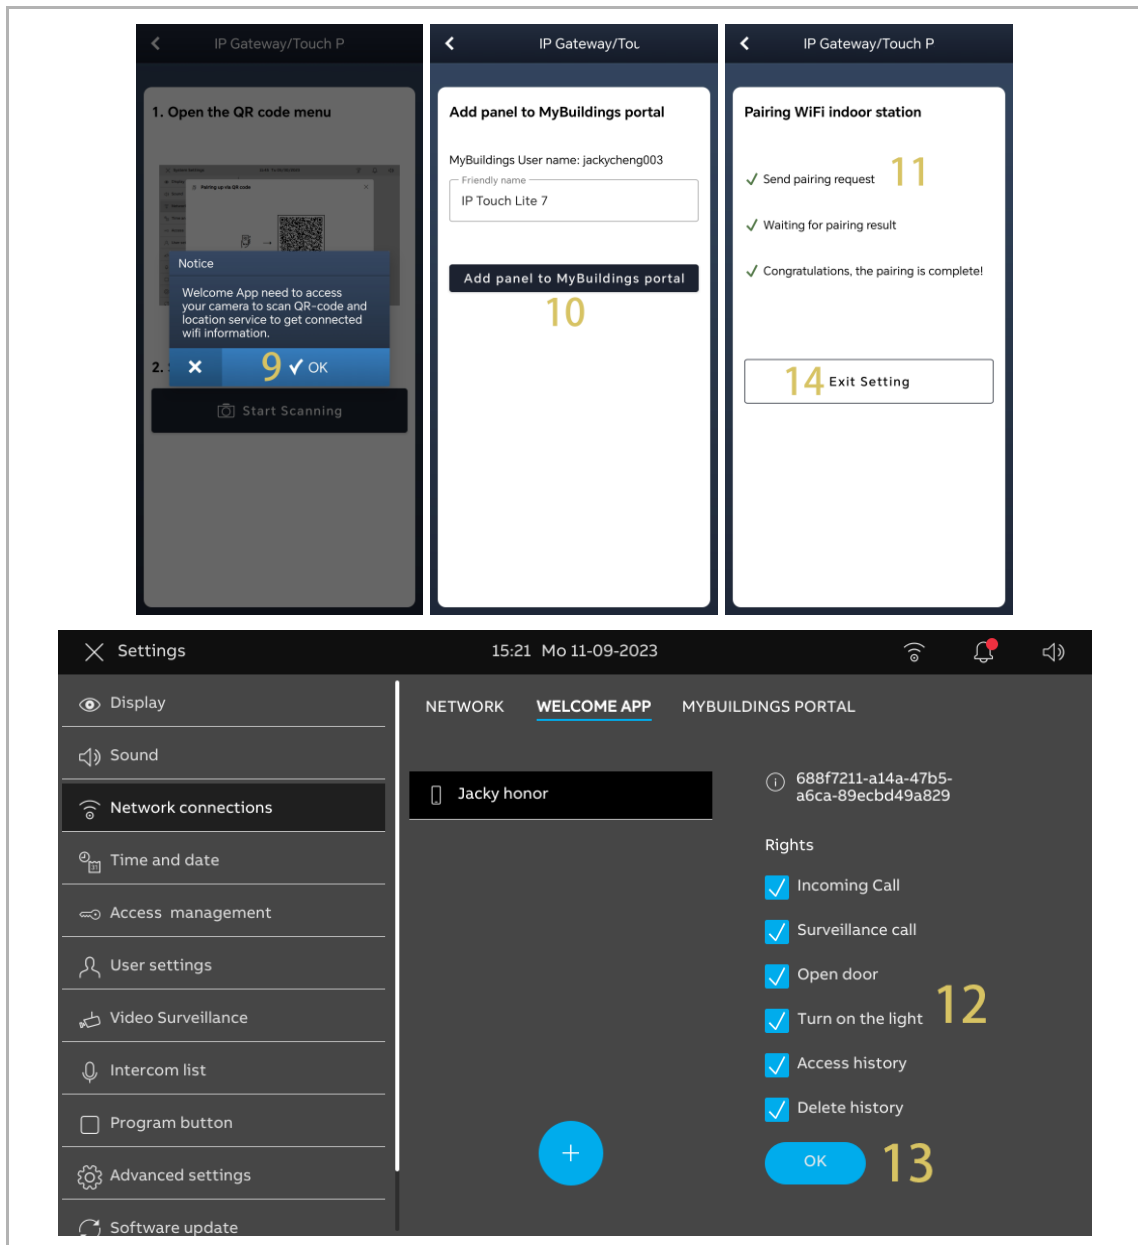 IP Gateway/Touch P
1. Open the QR code menu
Pairing up via QR code
Notice
Welcome App need to access
your camera to scan QR-code and
location service to get connected
wifi information.
9 OK
2.
Start Scanning
IP Gateway/Tou
Add panel to MyBuildings portal
MyBuildings User name: jackycheng003
Friendly name
IP Touch Lite 7
Add panel to MyBuildings portal
10
IP Gateway/Touch P
Pairing WiFi indoor station
11
Send pairing request
Waiting for pairing result
Congratulations, the pairing is complete!
14 Exit Setting
Settings
15:21 Mo 11-09-2023
Display
Sound
Network connections
Time and date
Access management
User settings
Video Surveillance
Intercom list
Program button
Advanced settings
Software update
NETWORK WELCOME APP MYBUILDINGS PORTAL
Jacky honor
688f7211-a14a-47b5-
a6ca-89ecbd49a829
Rights
Incoming Call
Surveillance call
Open door
Turn on the light
12
Access history
Delete history
OK 13